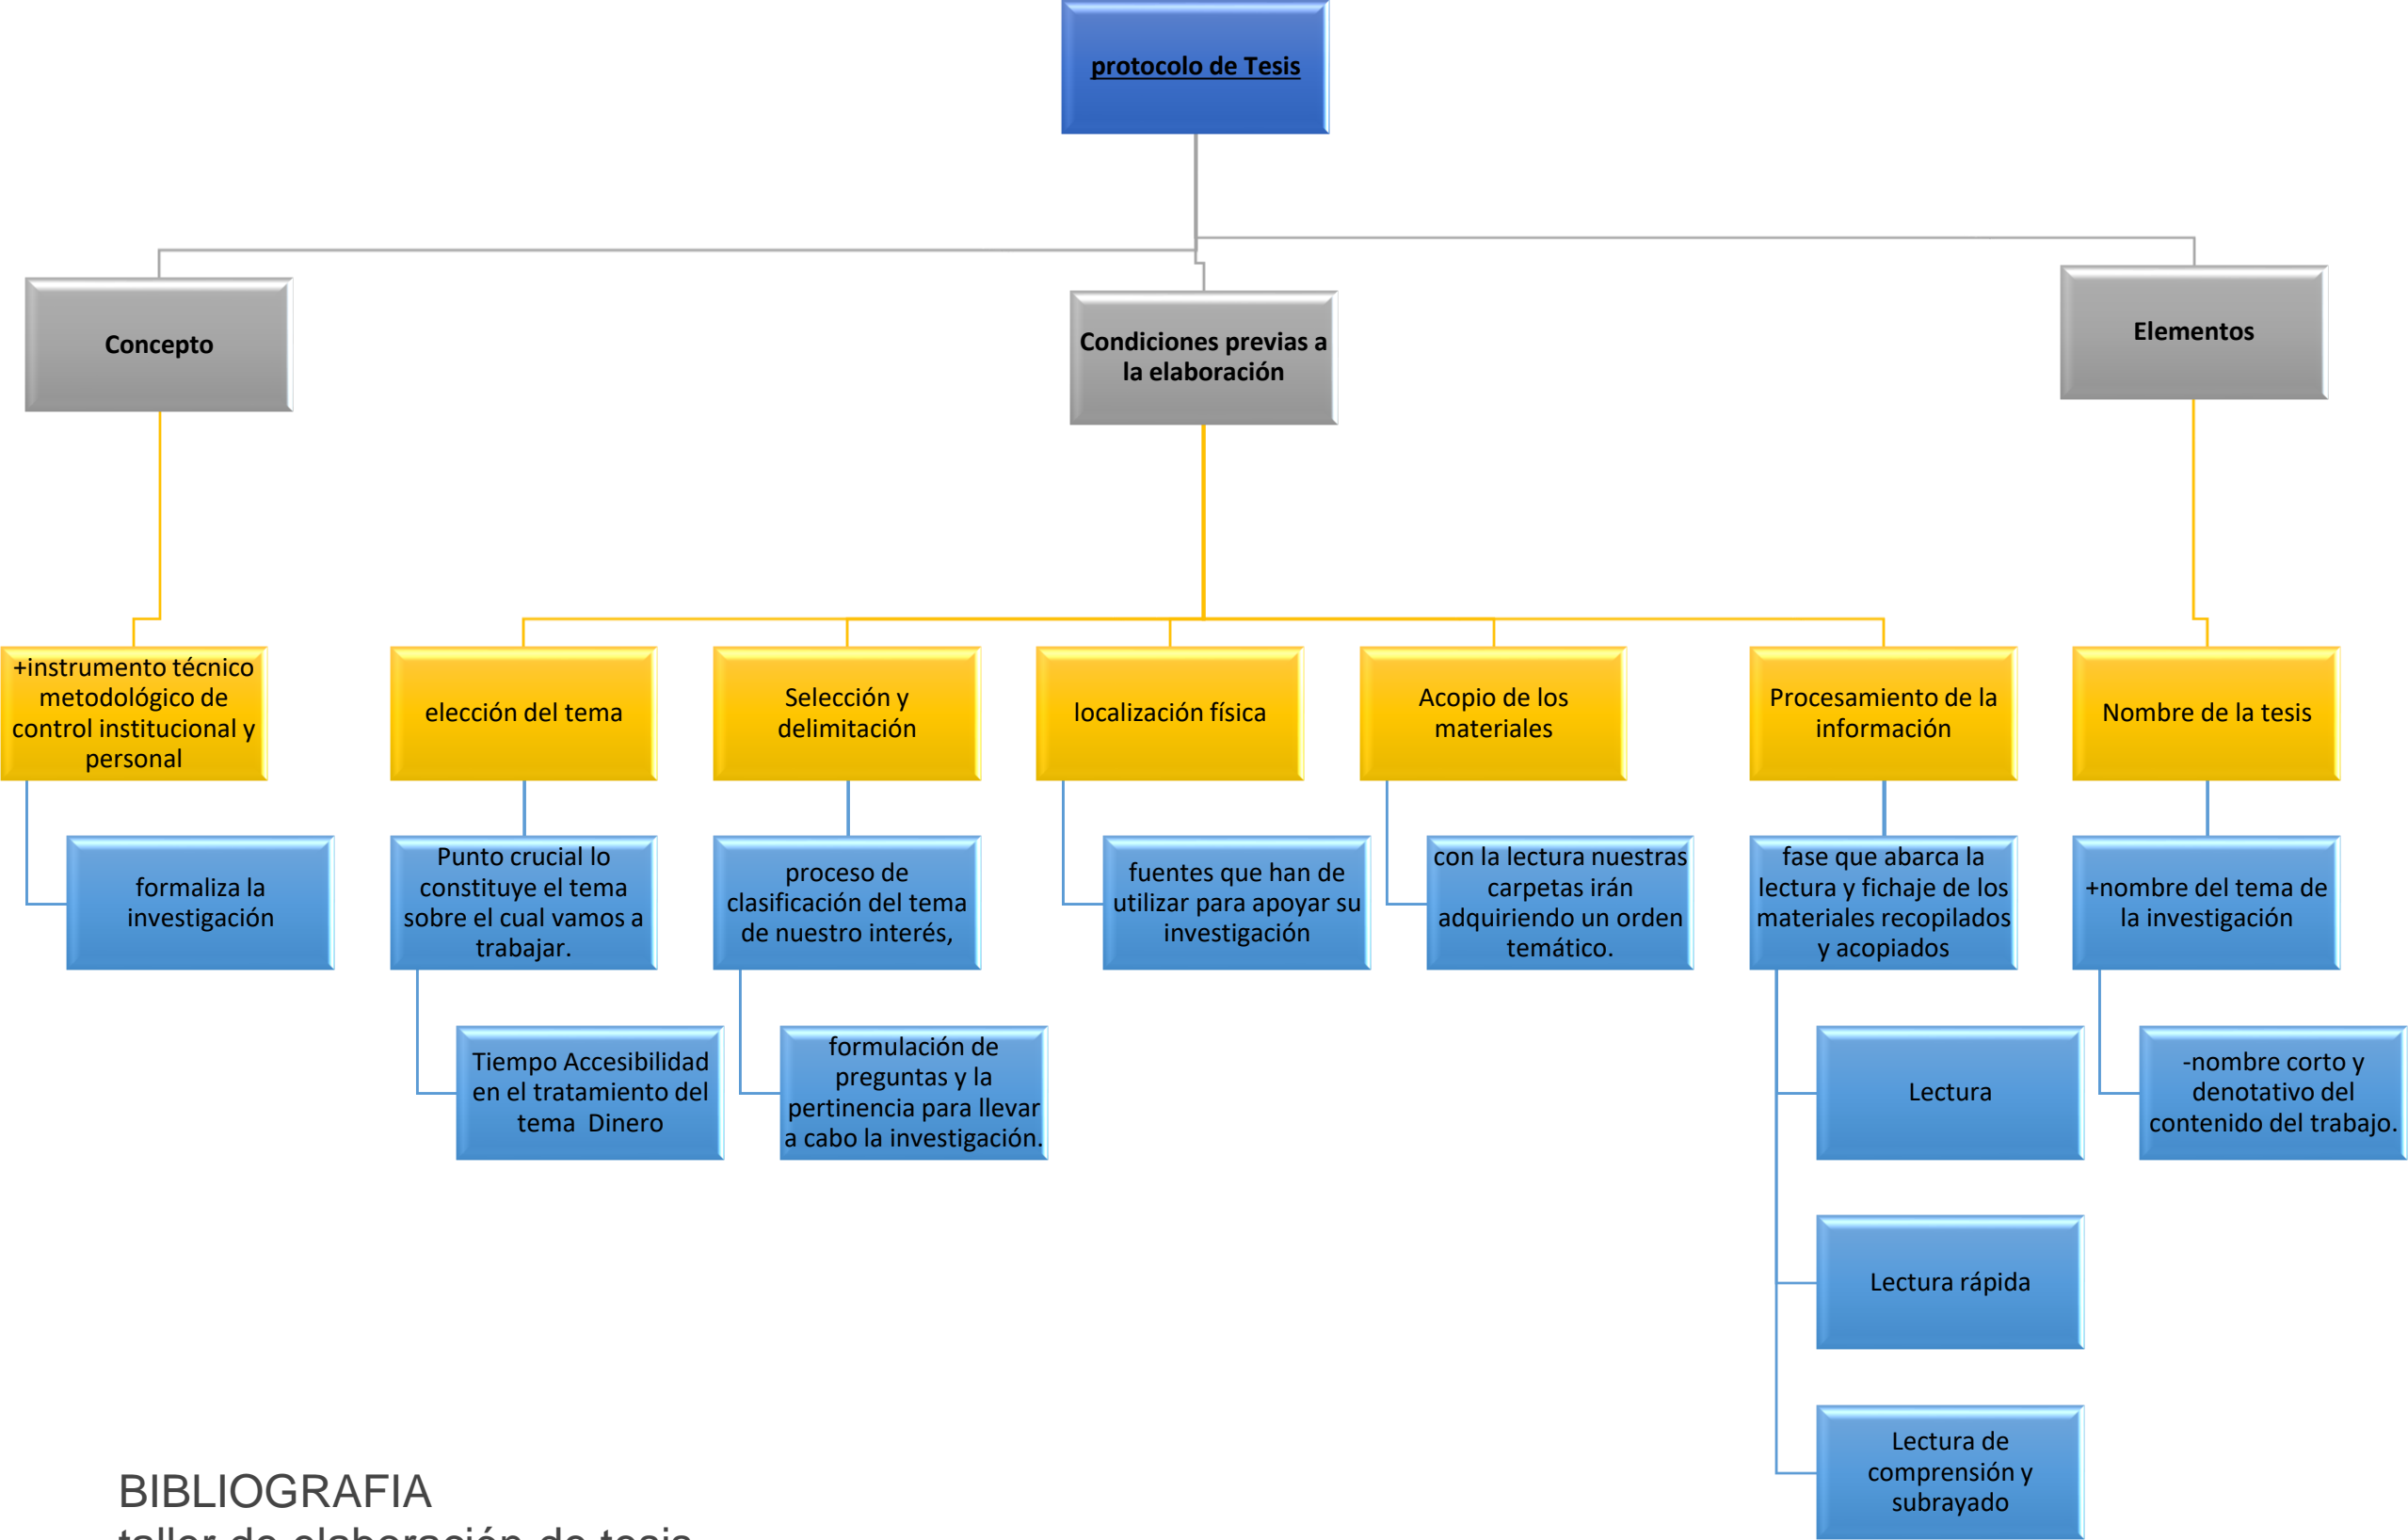 protocolo de Tesis
Concepto
Condiciones previas a
la elaboración
Elementos
+instrumento técnico
metodológico de
control institucional y
personal
formaliza la
investigación
elección del tema
Punto crucial lo
constituye el tema
sobre el cual vamos a
trabajar.
Tiempo Accesibilidad
en el tratamiento del
tema  Dinero
Selección y
delimitación
proceso de
clasificación del tema
de nuestro interés,
formulación de
preguntas y la
pertinencia para llevar
a cabo la investigación.
localización física
fuentes que han de
utilizar para apoyar su
investigación
Acopio de los
materiales
con la lectura nuestras
carpetas irán
adquiriendo un orden
temático.
Procesamiento de la
información
fase que abarca la
lectura y fichaje de los
materiales recopilados
y acopiados
Lectura
Lectura rápida
Lectura de
comprensión y
subrayado
Nombre de la tesis
+nombre del tema de
la investigación
-nombre corto y
denotativo del
contenido del trabajo.
BIBLIOGRAFIA
taller de elaboración de tesis